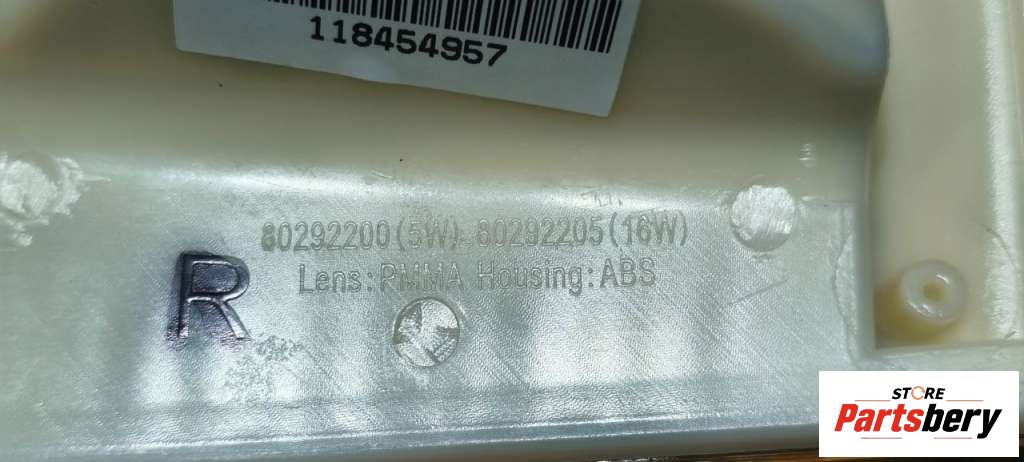 118454957
80292200(5W) 80292205(16W)
Lens:PMMA Housing:ABS
R
STORE
Partsbery